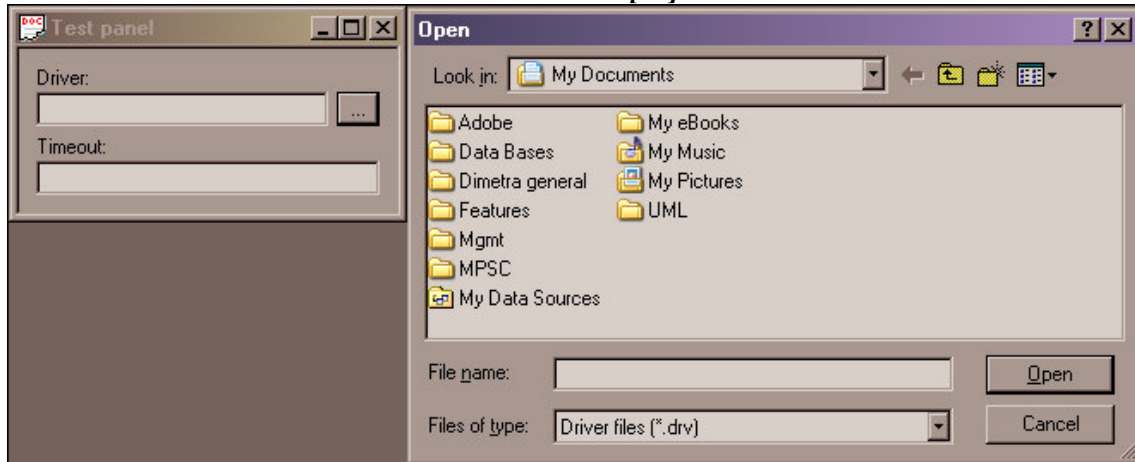 DOC
Test panel
Driver:
...
Timeout:
Open
?
Look in: My Documents
Adobe
Data Bases
Dimetra general
Features
Mgmt
MPSC
My Data Sources
My eBooks
My Music
My Pictures
UML
File name:
Open
Files of type: Driver files (*.drv)
Cancel